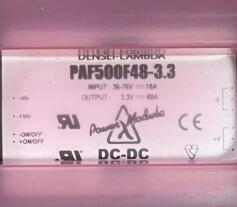 DENSEI-LAMBDA
PAF500F48-3.3
INPUT : 36-76V ⎓ 18A
OUTPUT : 3.3V ⎓ 80A
-Vin
+Vin
-ON/OFF
+ON/OFF
Power Module
DC-DC